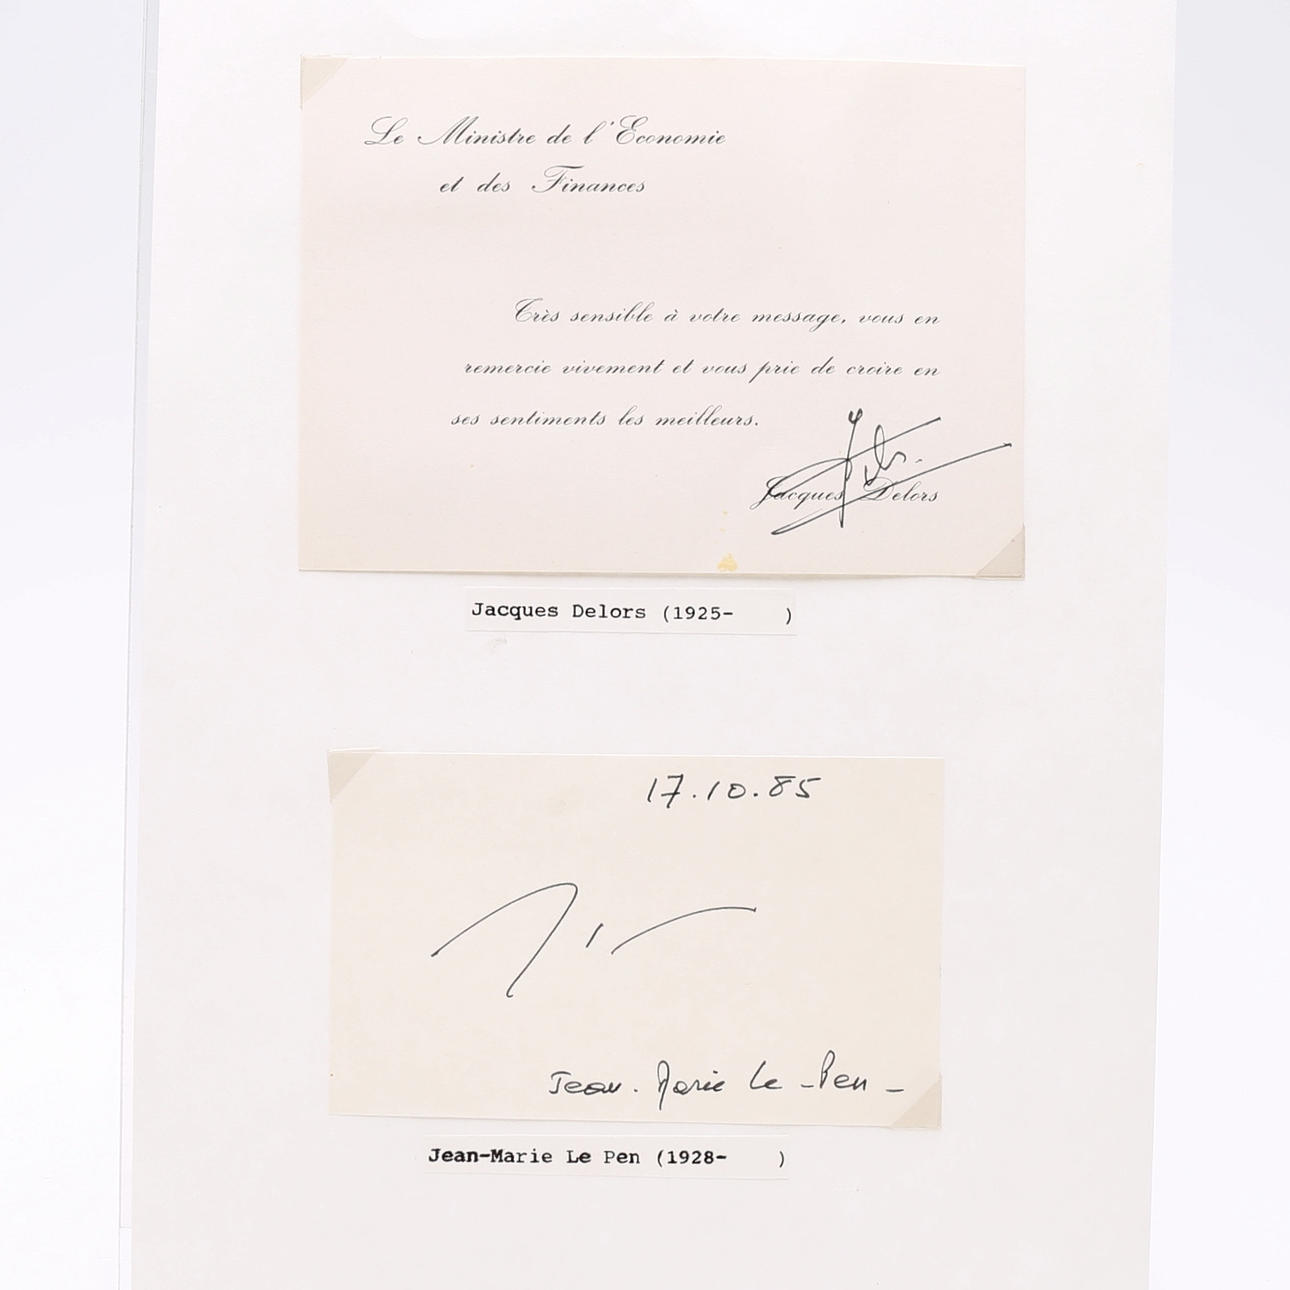 Le Ministre de l'Economie
et des Finances
Très sensible à votre message, vous en
remercie vivement et vous prie de croire en
ses sentiments les meilleurs.
Jacques Delors
Jacques Delors (1925- )
17.10.85
Jean-Marie Le Pen
Jean-Marie Le Pen (1928- )